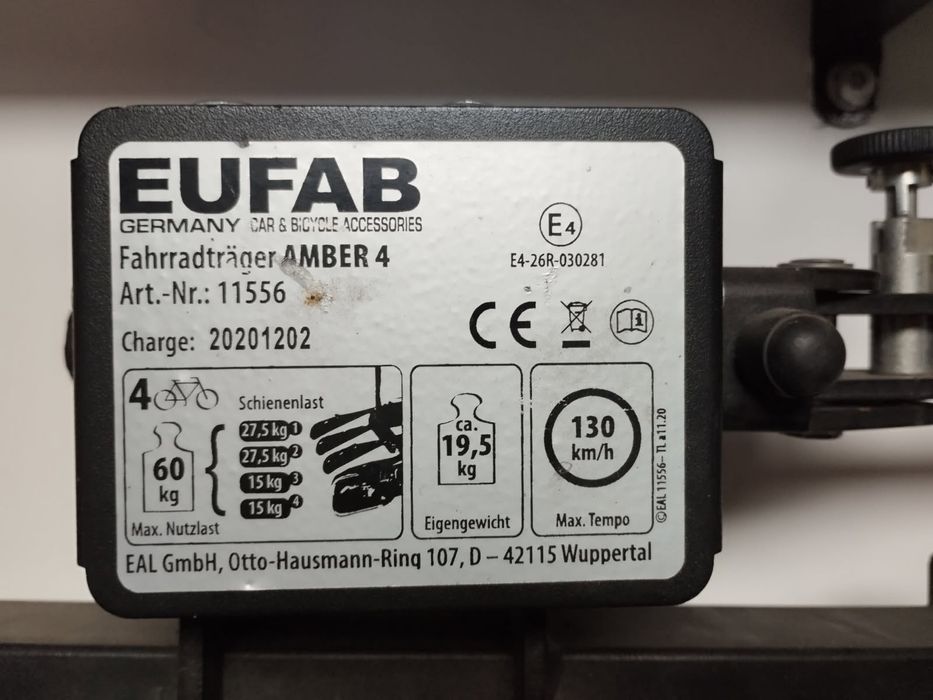 EUFAB
GERMANY CAR & BICYCLE ACCESSORIES
Fahrradträger AMBER 4
Art.-Nr.: 11556
Charge: 20201202
E4
E4-26R-030281
CE
4
Schienenlast
60
kg
27,5 kg 1
27,5 kg 2
15 kg 3
15 kg 4
Max. Nutzlast
ca.
19,5
kg
Eigengewicht
130
km/h
Max. Tempo
©EAL 11556– TL a11.20
EAL GmbH, Otto-Hausmann-Ring 107, D – 42115 Wuppertal